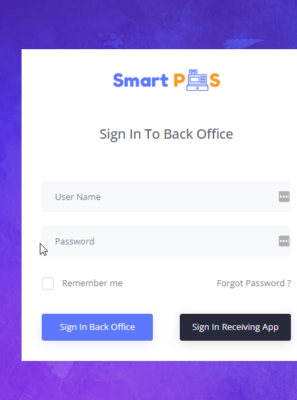 Smart POS
Sign In To Back Office
User Name
Password
Remember me
Forgot Password ?
Sign In Back Office
Sign In Receiving App